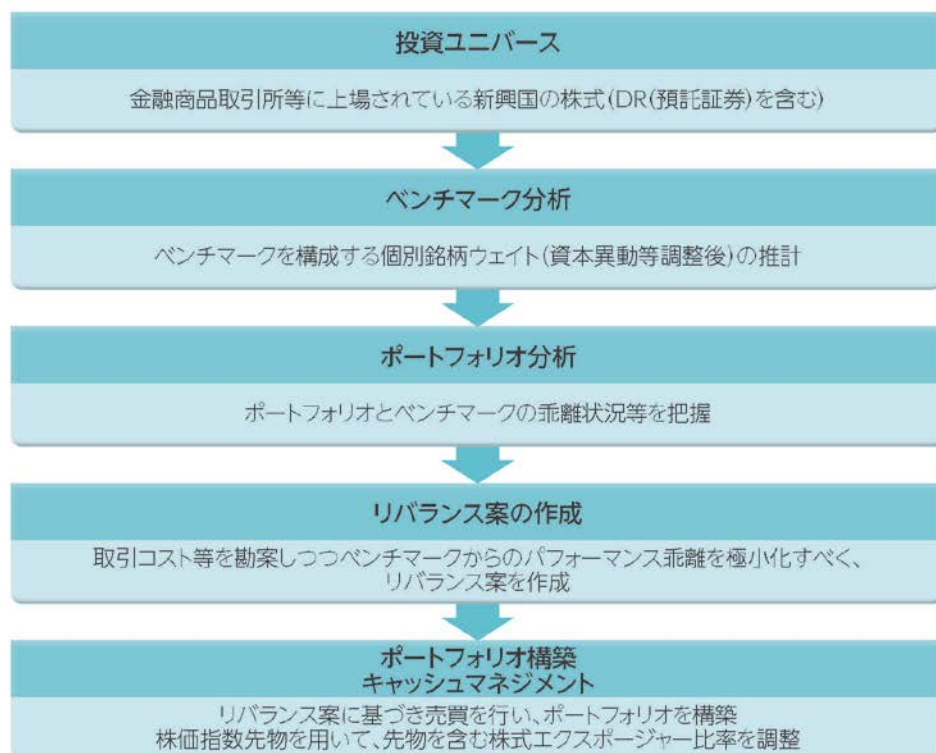 投資ユニバース
金融商品取引所等に上場されている新興国の株式(DR(預託証券)を含む)
ベンチマーク分析
ベンチマークを構成する個別銘柄ウェイト(資本異動等調整後)の推計
ポートフォリオ分析
ポートフォリオとベンチマークの乖離状況等を把握
リバランス案の作成
取引コスト等を勘案しつつベンチマークからのパフォーマンス乖離を極小化すべく、
リバランス案を作成
ポートフォリオ構築
キャッシュマネジメント
リバランス案に基づき売買を行い、ポートフォリオを構築
株価指数先物を用いて、先物を含む株式エクスポージャー比率を調整